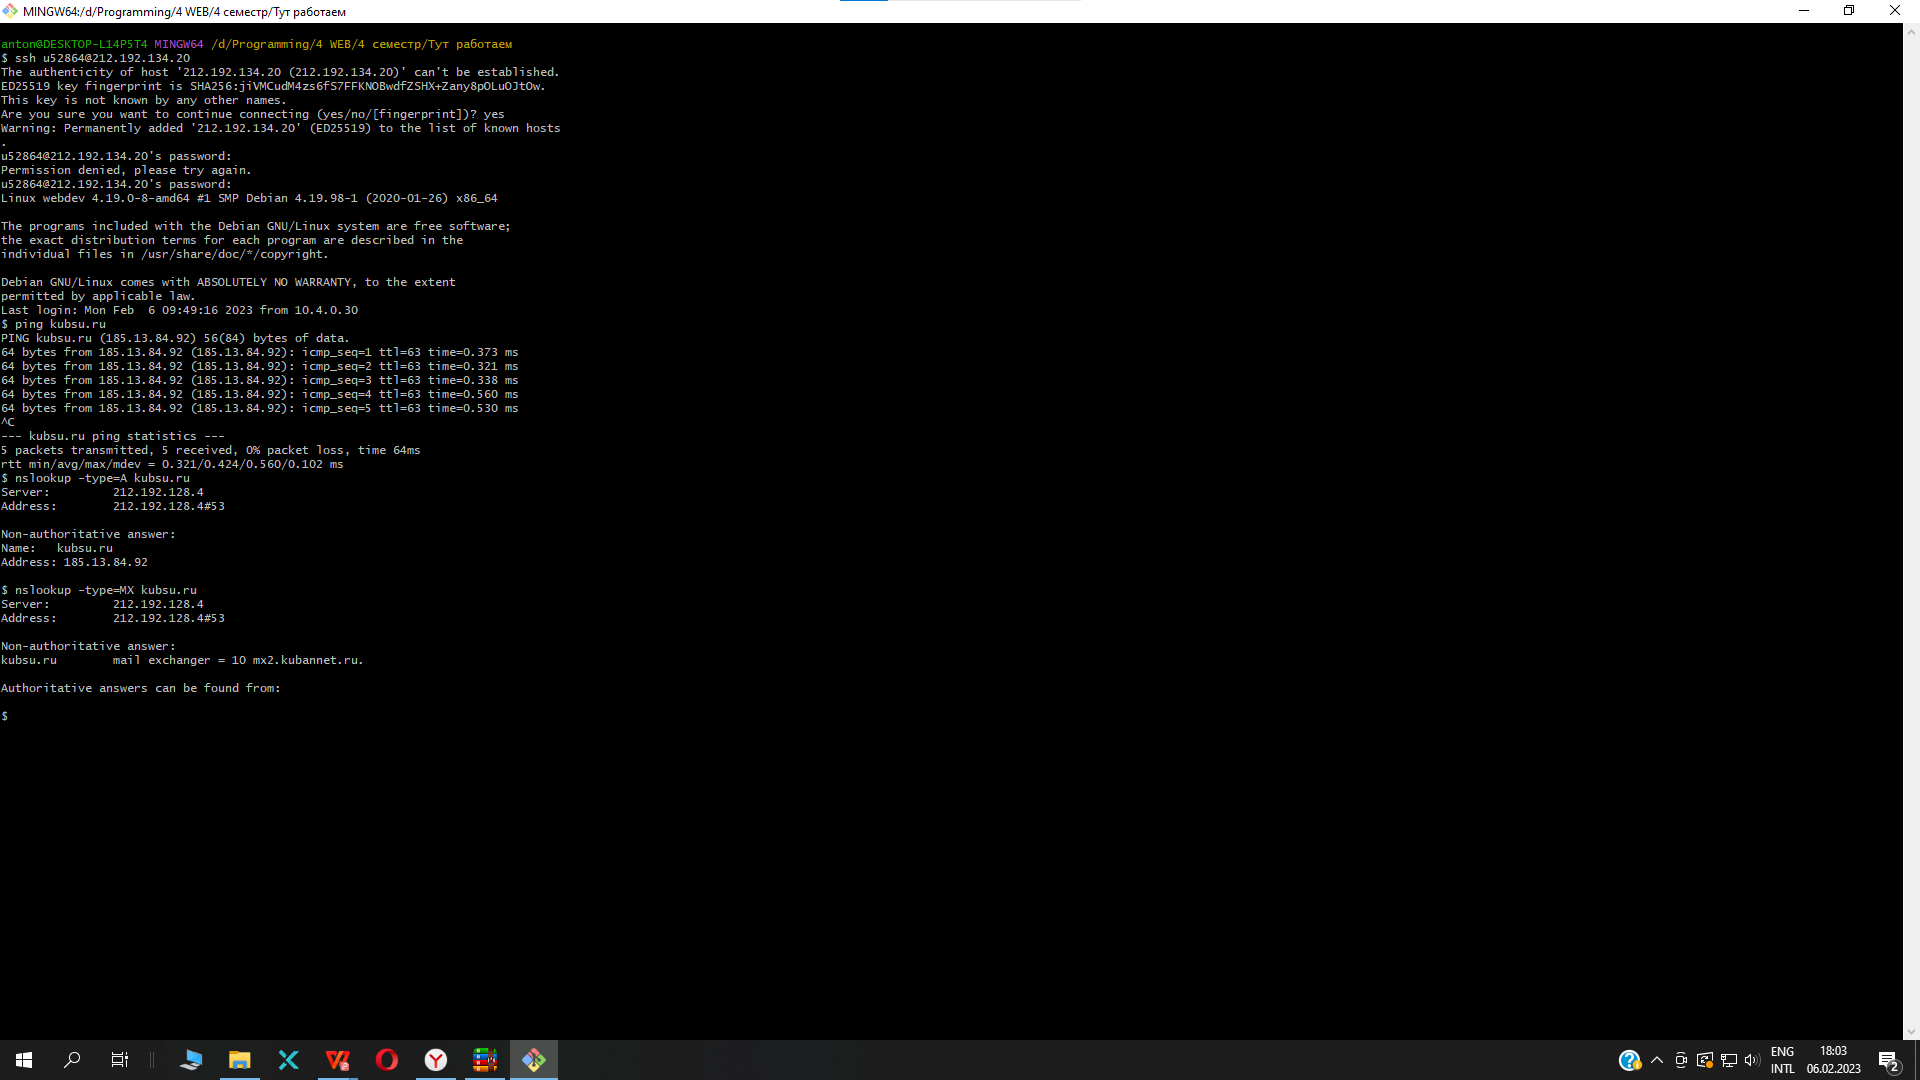 MINGW64:/d/Programming/4 WEB/4 семестр/Тут работаем
anton@DESKTOP-L14P5T4 MINGW64 /d/Programming/4 WEB/4 семестр/Тут работаем
$ ssh u52864@212.192.134.20
The authenticity of host '212.192.134.20 (212.192.134.20)' can't be established.
ED25519 key fingerprint is SHA256:jiVMCudM4zs6fS7FFKNOBwdfZSHX+Zany8pOLuOJtOw.
This key is not known by any other names.
Are you sure you want to continue connecting (yes/no/[fingerprint])? yes
Warning: Permanently added '212.192.134.20' (ED25519) to the list of known hosts
.
u52864@212.192.134.20's password:
Permission denied, please try again.
u52864@212.192.134.20's password:
Linux webdev 4.19.0-8-amd64 #1 SMP Debian 4.19.98-1 (2020-01-26) x86_64
The programs included with the Debian GNU/Linux system are free software;
the exact distribution terms for each program are described in the
individual files in /usr/share/doc/*/copyright.
Debian GNU/Linux comes with ABSOLUTELY NO WARRANTY, to the extent
permitted by applicable law.
Last login: Mon Feb  6 09:49:16 2023 from 10.4.0.30
$ ping kubsu.ru
PING kubsu.ru (185.13.84.92) 56(84) bytes of data.
64 bytes from 185.13.84.92 (185.13.84.92): icmp_seq=1 ttl=63 time=0.373 ms
64 bytes from 185.13.84.92 (185.13.84.92): icmp_seq=2 ttl=63 time=0.321 ms
64 bytes from 185.13.84.92 (185.13.84.92): icmp_seq=3 ttl=63 time=0.338 ms
64 bytes from 185.13.84.92 (185.13.84.92): icmp_seq=4 ttl=63 time=0.560 ms
64 bytes from 185.13.84.92 (185.13.84.92): icmp_seq=5 ttl=63 time=0.530 ms
^C
--- kubsu.ru ping statistics ---
5 packets transmitted, 5 received, 0% packet loss, time 64ms
rtt min/avg/max/mdev = 0.321/0.424/0.560/0.102 ms
$ nslookup -type=A kubsu.ru
Server:         212.192.128.4
Address:        212.192.128.4#53
Non-authoritative answer:
Name:   kubsu.ru
Address: 185.13.84.92
$ nslookup -type=MX kubsu.ru
Server:         212.192.128.4
Address:        212.192.128.4#53
Non-authoritative answer:
kubsu.ru        mail exchanger = 10 mx2.kubannet.ru.
Authoritative answers can be found from:
$
ENG 18:03
INTL 06.02.2023
2